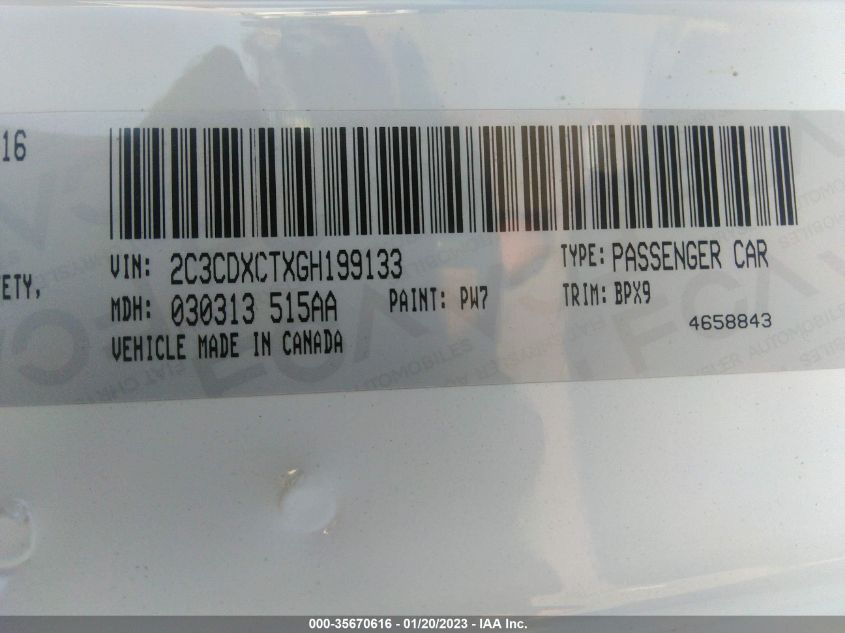 16
VIN: 2C3CDXCTXGH199133 TYPE: PASSENGER CAR
ETY,
MDH: 030313 515AA PAINT: PW7 TRIM: BPX9
4658843
VEHICLE MADE IN CANADA
000-35670616 - 01/20/2023 - IAA Inc.